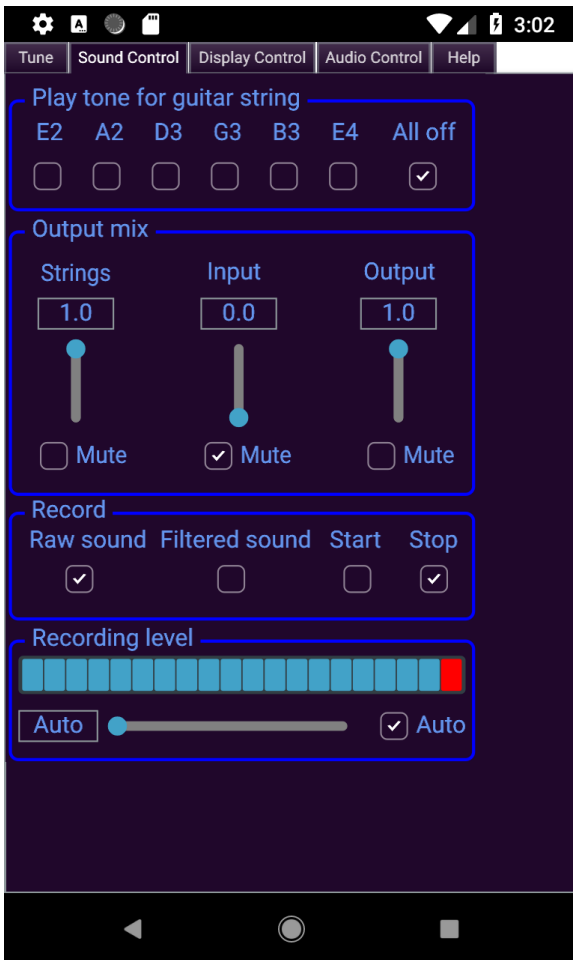 3:02
Tune Sound Control Display Control Audio Control Help
Play tone for guitar string
E2 A2 D3 G3 B3 E4 All off
Output mix
Strings Input Output
1.0 0.0 1.0
Mute Mute Mute
Record
Raw sound Filtered sound Start Stop
Recording level
Auto Auto